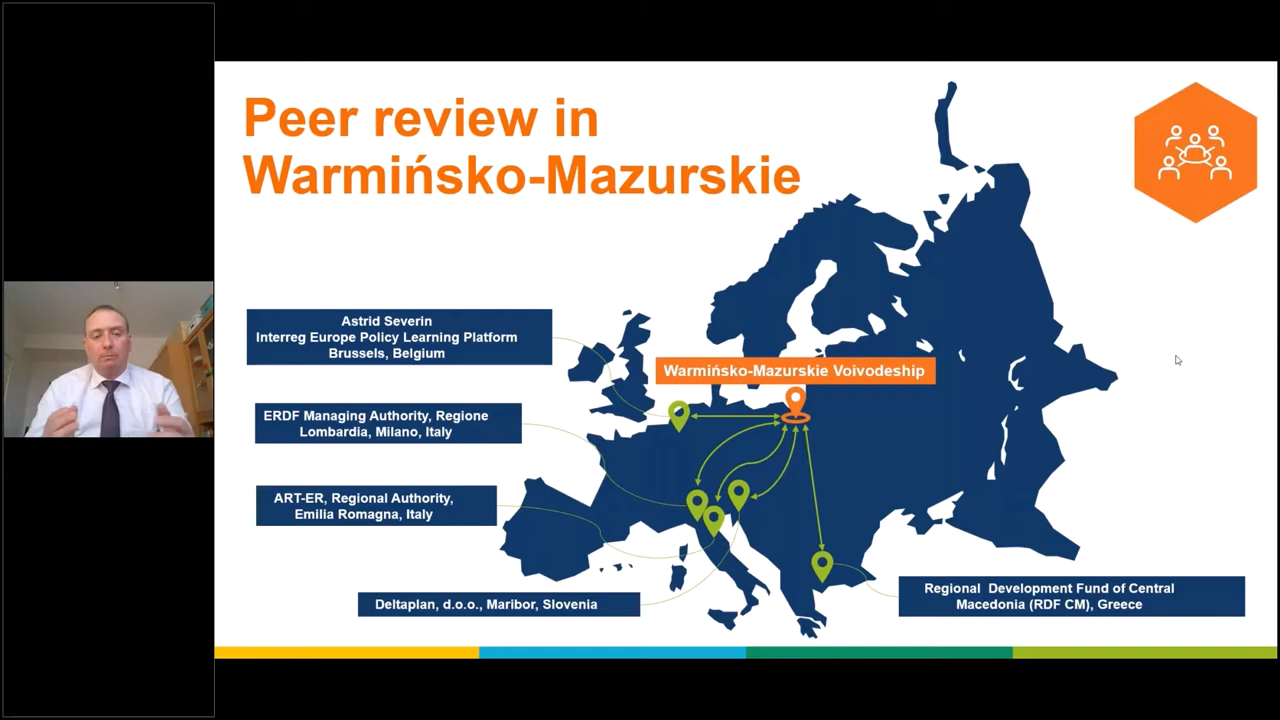 Peer review in
Warmińsko-Mazurskie
Astrid Severin
Interreg Europe Policy Learning Platform
Brussels, Belgium
Warmińsko-Mazurskie Voivodeship
ERDF Managing Authority, Regione
Lombardia, Milano, Italy
ART-ER, Regional Authority,
Emilia Romagna, Italy
Deltaplan, d.o.o., Maribor, Slovenia
Regional Development Fund of Central
Macedonia (RDF CM), Greece